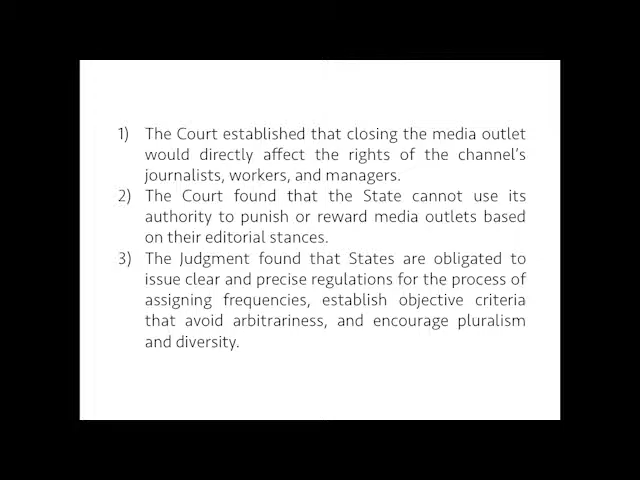 1) The Court established that closing the media outlet
would directly affect the rights of the channel's
journalists, workers, and managers.
2) The Court found that the State cannot use its
authority to punish or reward media outlets based
on their editorial stances.
3) The Judgment found that States are obligated to
issue clear and precise regulations for the process of
assigning frequencies, establish objective criteria
that avoid arbitrariness, and encourage pluralism
and diversity.